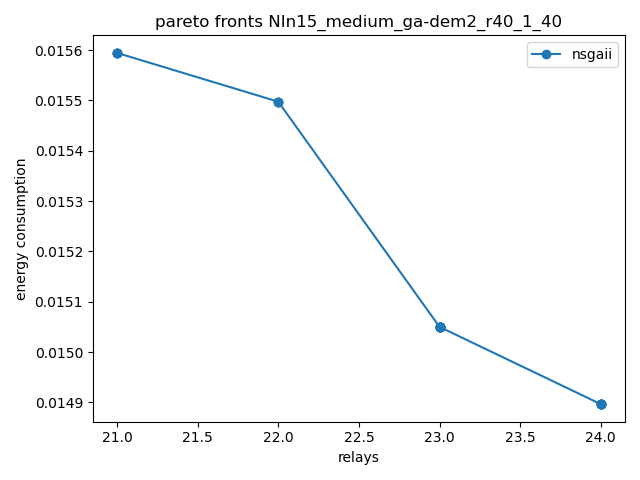 pareto fronts NIn15_medium_ga-dem2_r40_1_40
nsgaii
0.0156
0.0155
0.0154
0.0153
0.0152
0.0151
0.0150
0.0149
energy consumption
21.0 21.5 22.0 22.5 23.0 23.5 24.0
relays